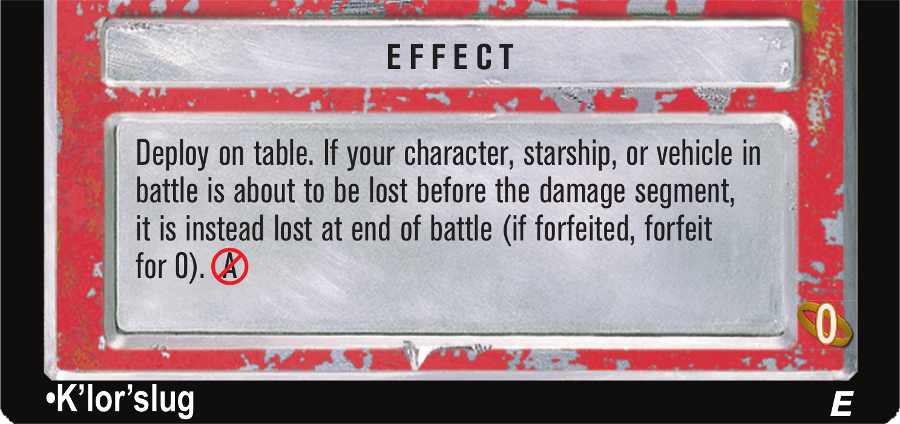 EFFECT
Deploy on table. If your character, starship, or vehicle in
battle is about to be lost before the damage segment,
it is instead lost at end of battle (if forfeited, forfeit
for 0). A
0
•K'lor'slug
E